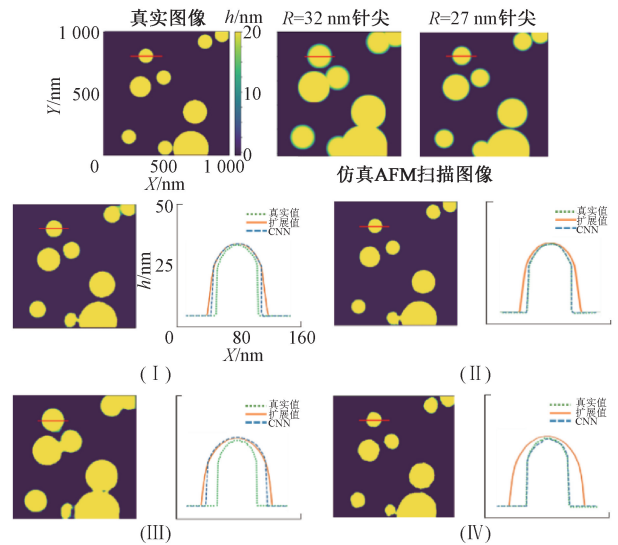 真实图像
h/nm
R=32 nm针尖
R=27 nm针尖
1 000
20
500
10
Y/nm
0
0
500
1 000
X/nm
仿真AFM扫描图像
50
真实值
扩展值
CNN
25
h/nm
0
80
160
X/nm
(Ⅰ)
真实值
扩展值
CNN
(Ⅱ)
真实值
扩展值
CNN
(III)
真实值
扩展值
CNN
(Ⅳ)